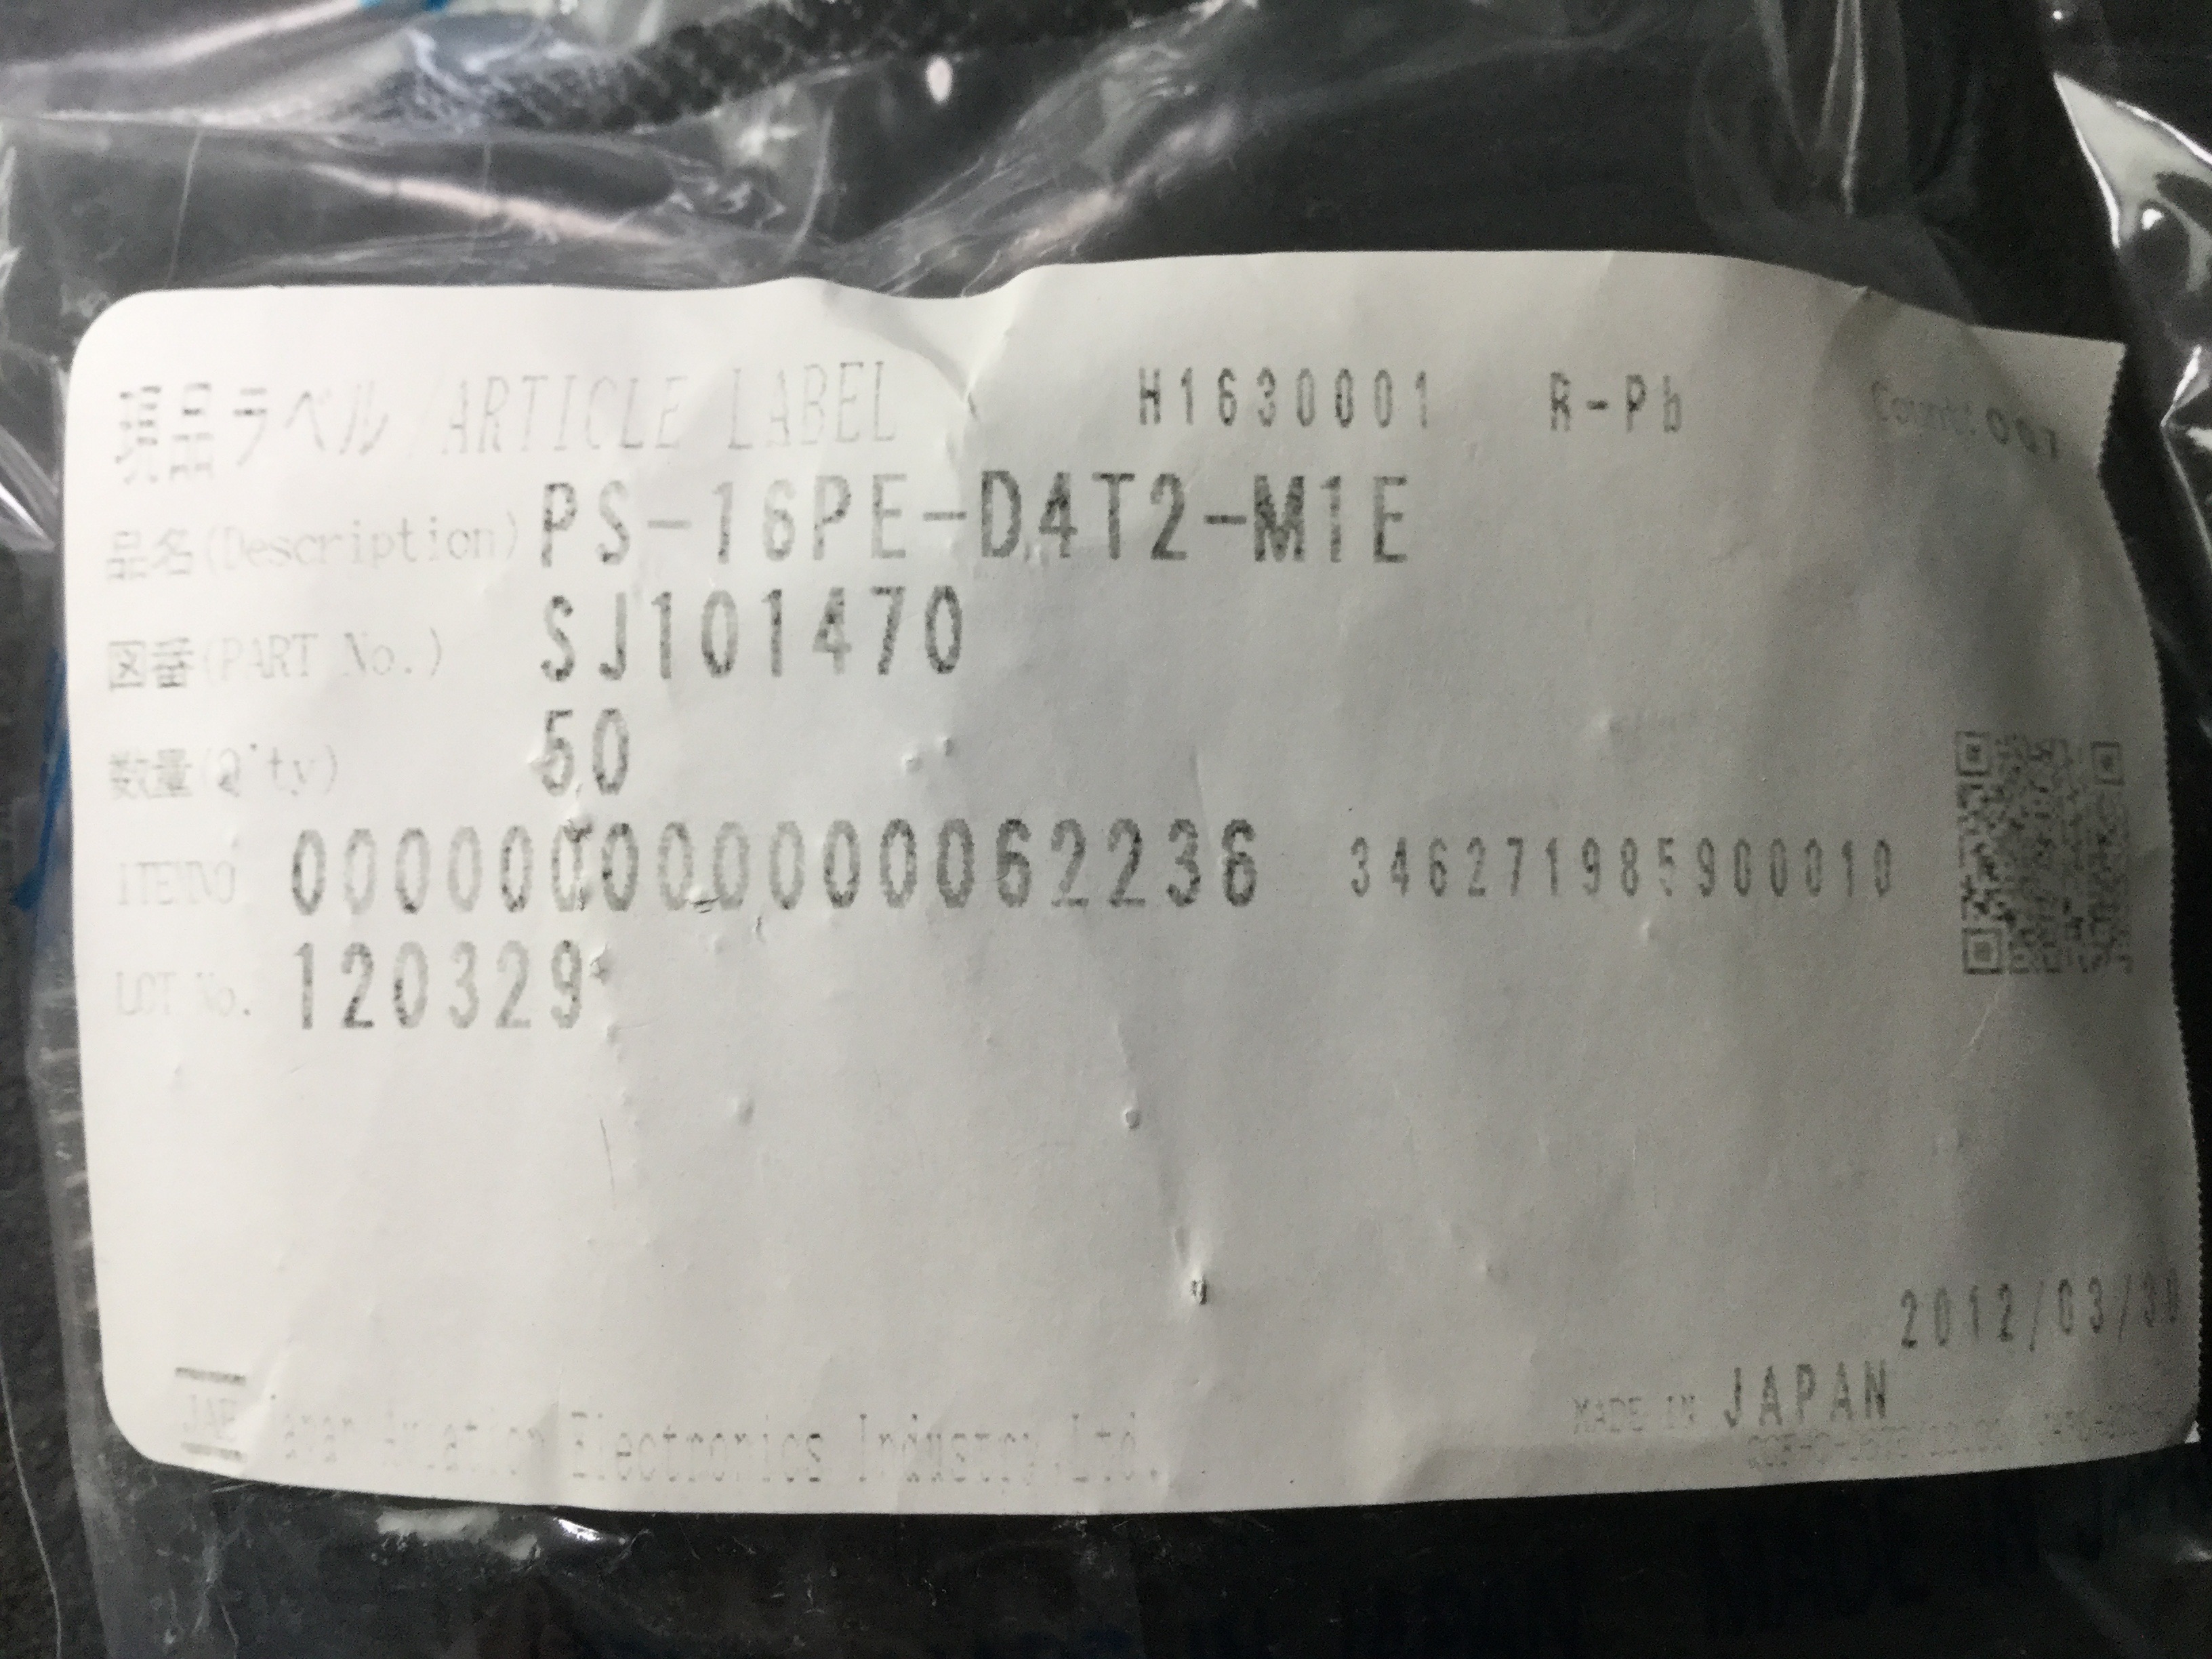 現品ラベル/ARTICLE LABEL H1630001 R-Pb Count: 007
品名(Description) PS-16PE-D4T2-M1E
図番(PART No.) SJ101470
数量(Q'ty) 50
ITEMNO 000000000000062236 346271985900010
LOT No. 120329
2012/03/30
MADE IN JAPAN
JAE Japan Aviation Electronics Industry,Ltd.